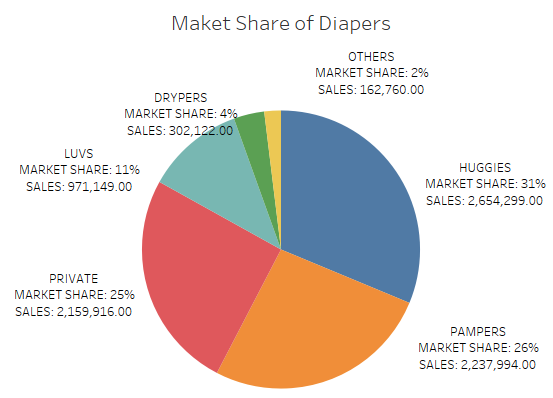 Maket Share of Diapers
OTHERS
MARKET SHARE: 2%
SALES: 162,760.00
DRYPERS
MARKET SHARE: 4%
SALES: 302,122.00
LUVS
MARKET SHARE: 11%
SALES: 971,149.00
HUGGIES
MARKET SHARE: 31%
SALES: 2,654,299.00
PRIVATE
MARKET SHARE: 25%
SALES: 2,159,916.00
PAMPERS
MARKET SHARE: 26%
SALES: 2,237,994.00